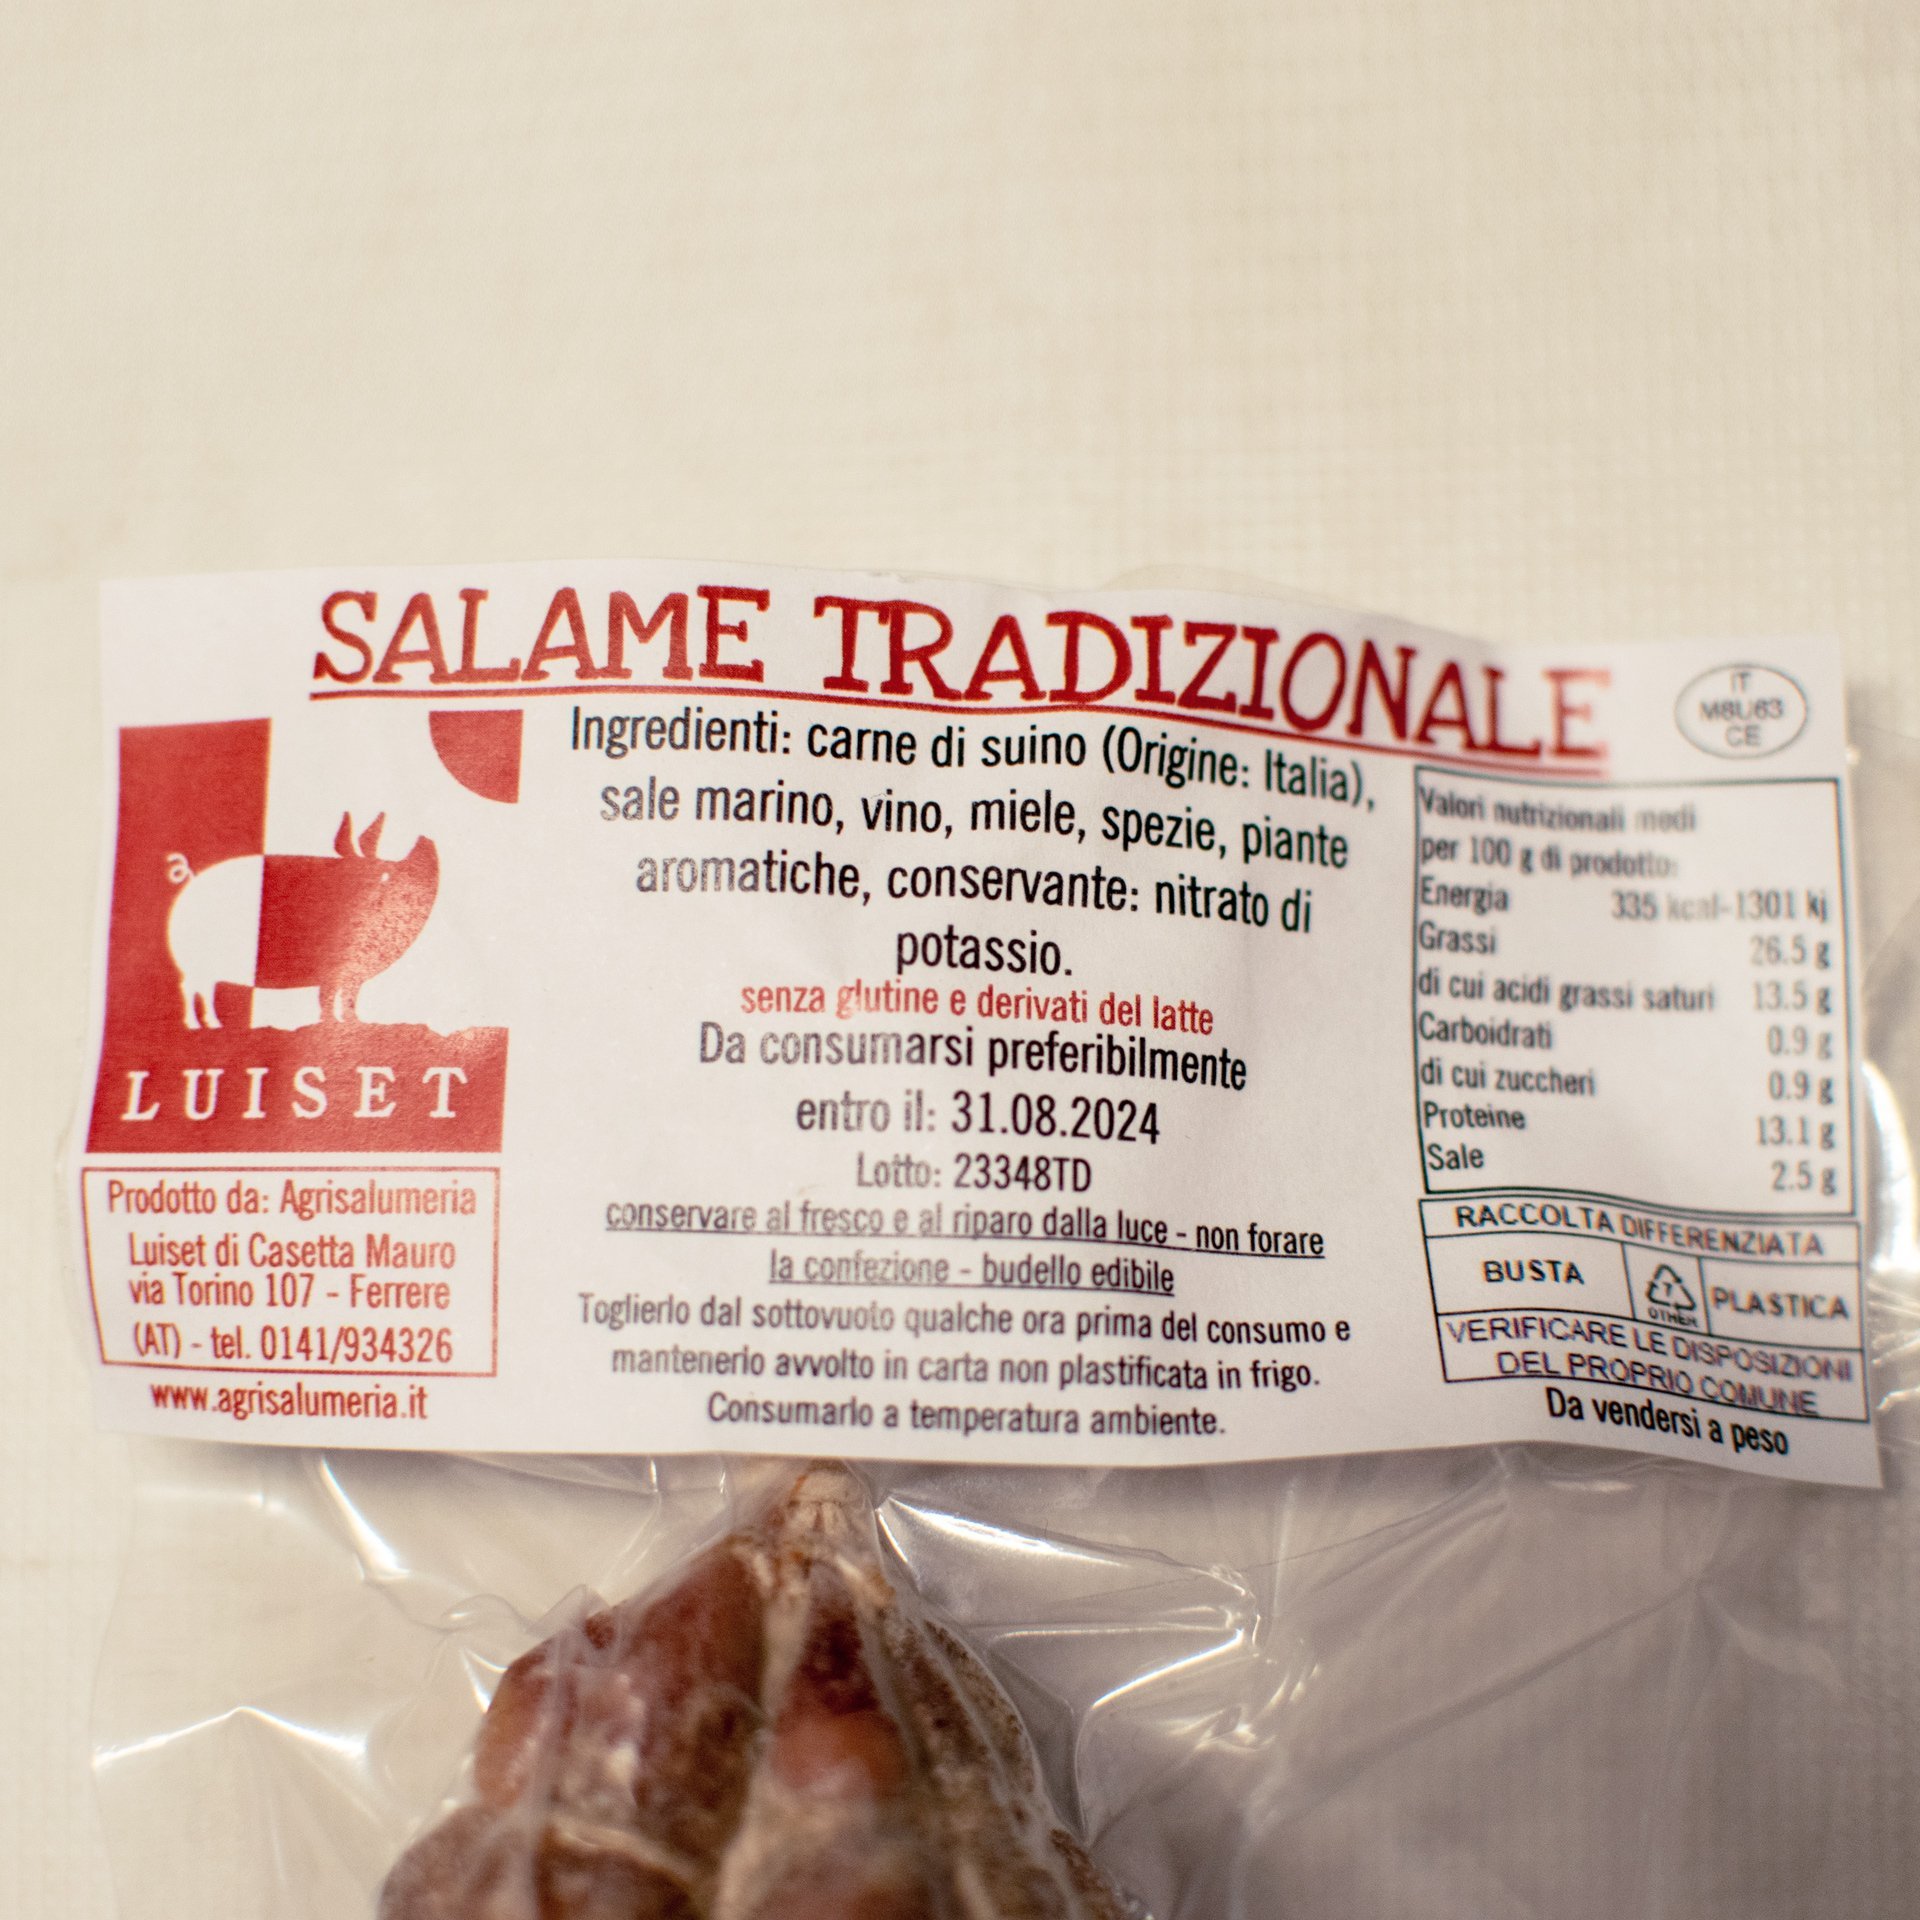 SALAME TRADIZIONALE
IT
M8U63
CE
LUISET
Prodotto da: Agrisalumeria
Luiset di Casetta Mauro
via Torino 107 - Ferrere
(AT) - tel. 0141/934326
www.agrisalumeria.it
Ingredienti: carne di suino (Origine: Italia),
sale marino, vino, miele, spezie, piante
aromatiche, conservante: nitrato di
potassio.
senza glutine e derivati del latte
Da consumarsi preferibilmente
entro il: 31.08.2024
Lotto: 23348TD
conservare al fresco e al riparo dalla luce - non forare
la confezione - budello edibile
Toglierlo dal sottovuoto qualche ora prima del consumo e
mantenerlo avvolto in carta non plastificata in frigo.
Consumarlo a temperatura ambiente.
Valori nutrizionali medi
per 100 g di prodotto:
Energia 335 kcal-1301 kj
Grassi 26.5 g
di cui acidi grassi saturi 13.5 g
Carboidrati 0.9 g
di cui zuccheri 0.9 g
Proteine 13.1 g
Sale 2.5 g
RACCOLTA DIFFERENZIATA
BUSTA 7 OTHER PLASTICA
VERIFICARE LE DISPOSIZIONI
DEL PROPRIO COMUNE
Da vendersi a peso